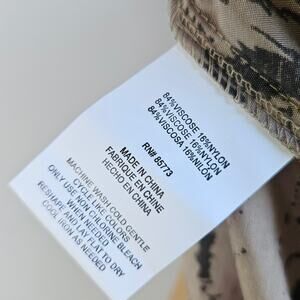 84%VISCOSE 16%NYLON
84%VISCOSE 16%NYLON
84%VISCOSA 16%NILÓN
RN# 85773
MADE IN CHINA
FABRIQUE EN CHINE
HECHO EN CHINA
MACHINE WASH COLD GENTLE
CYCLE LIKE COLORS
ONLY USE NON CHLORINE BLEACH
WHEN NEEDED
RESHAPE AND LAY FLAT TO DRY
COOL IRON AS NEEDED